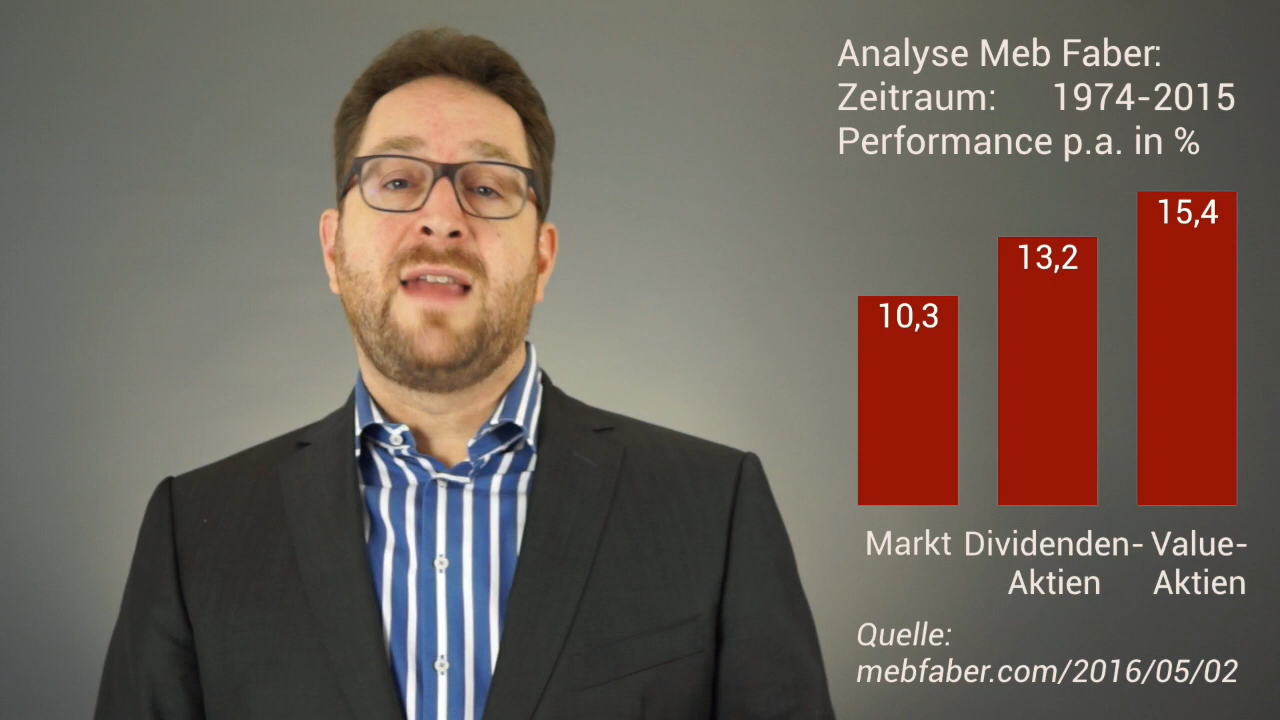 Analyse Meb Faber:
Zeitraum: 1974-2015
Performance p.a. in %
15,4
13,2
10,3
Markt Dividenden- Value-
Aktien Aktien
Quelle:
mebfaber.com/2016/05/02